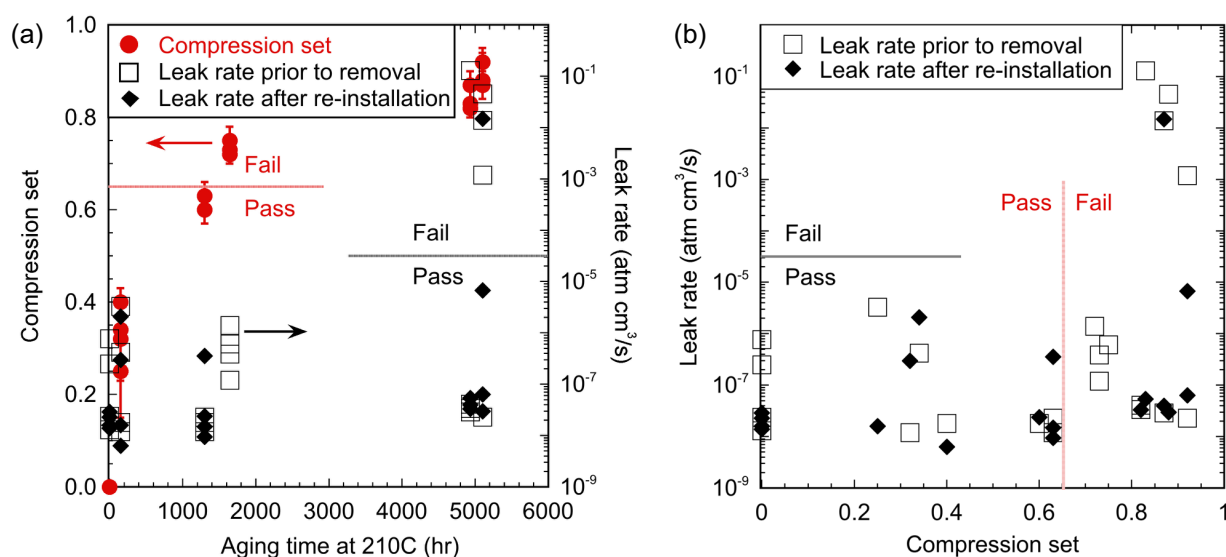 (a)
1.0
0.8
0.6
0.4
0.2
0.0
Compression set
Compression set
Leak rate prior to removal
Leak rate after re-installation
Fail
Pass
Fail
Pass
10⁻¹
10⁻³
10⁻⁵
10⁻⁷
10⁻⁹
Leak rate (atm cm³/s)
0 1000 2000 3000 4000 5000 6000
Aging time at 210C (hr)
(b)
Leak rate prior to removal
Leak rate after re-installation
10⁻¹
10⁻³
10⁻⁵
10⁻⁷
10⁻⁹
Leak rate (atm cm³/s)
Pass Fail
Fail
Pass
0 0.2 0.4 0.6 0.8 1
Compression set